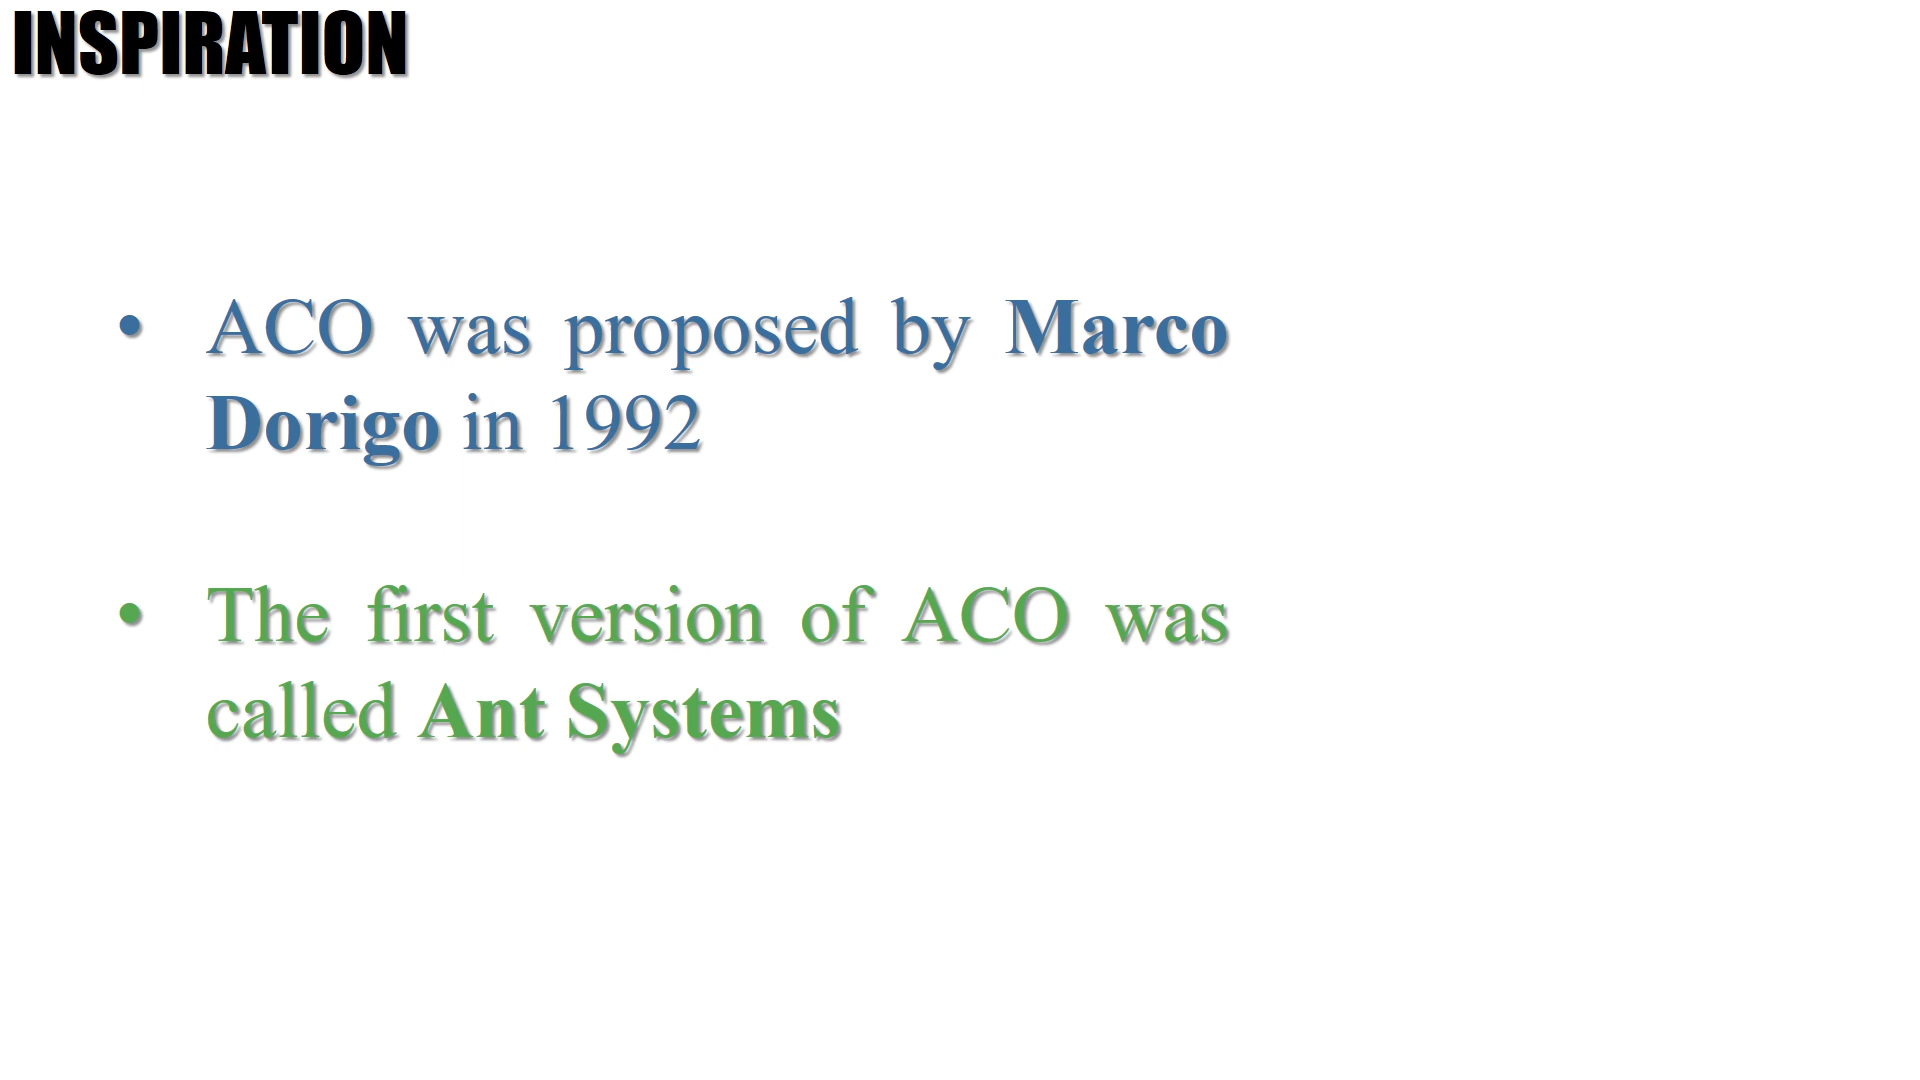 INSPIRATION
• ACO was proposed by Marco
Dorigo in 1992
• The first version of ACO was
called Ant Systems